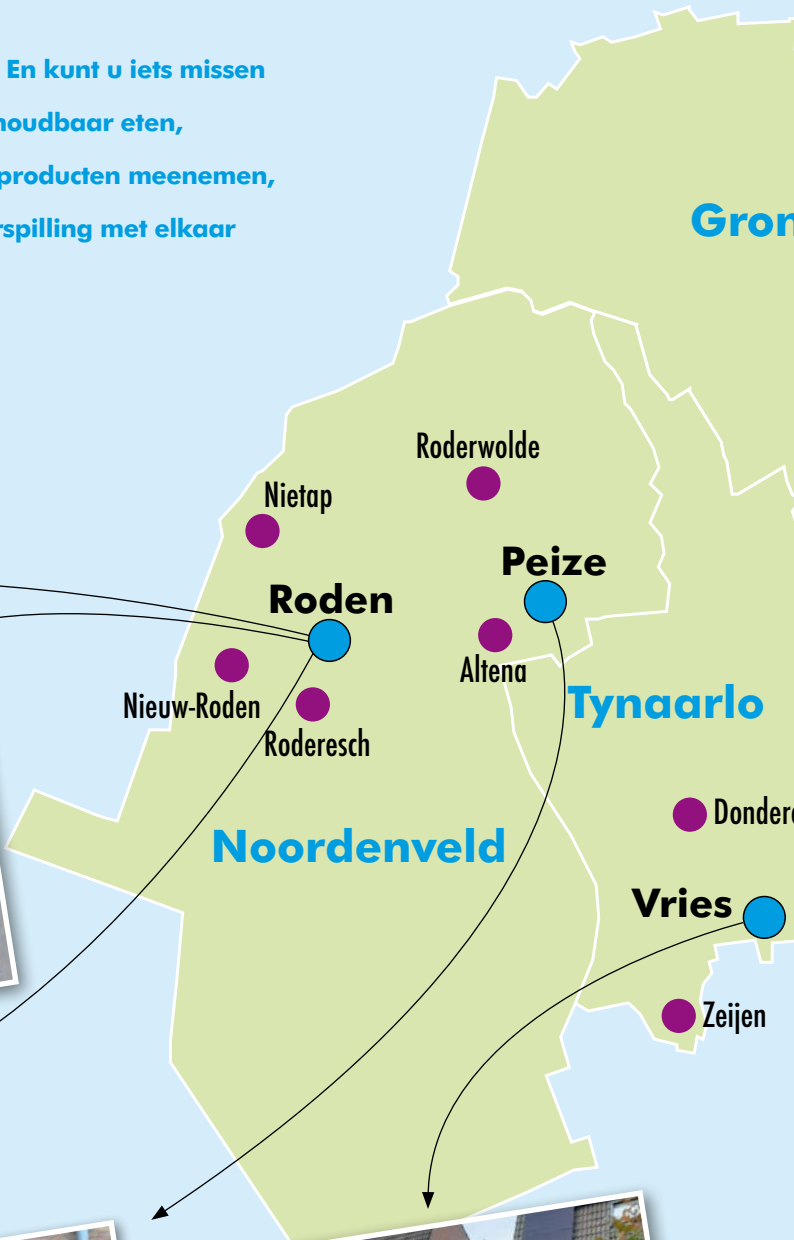 En kunt u iets missen
houdbaar eten,
producten meenemen,
rspilling met elkaar
Gron
Roderwolde
Nietap
Peize
Roden
Altena
Nieuw-Roden
Tynaarlo
Roderesch
Donder
Noordenveld
Vries
Zeijen